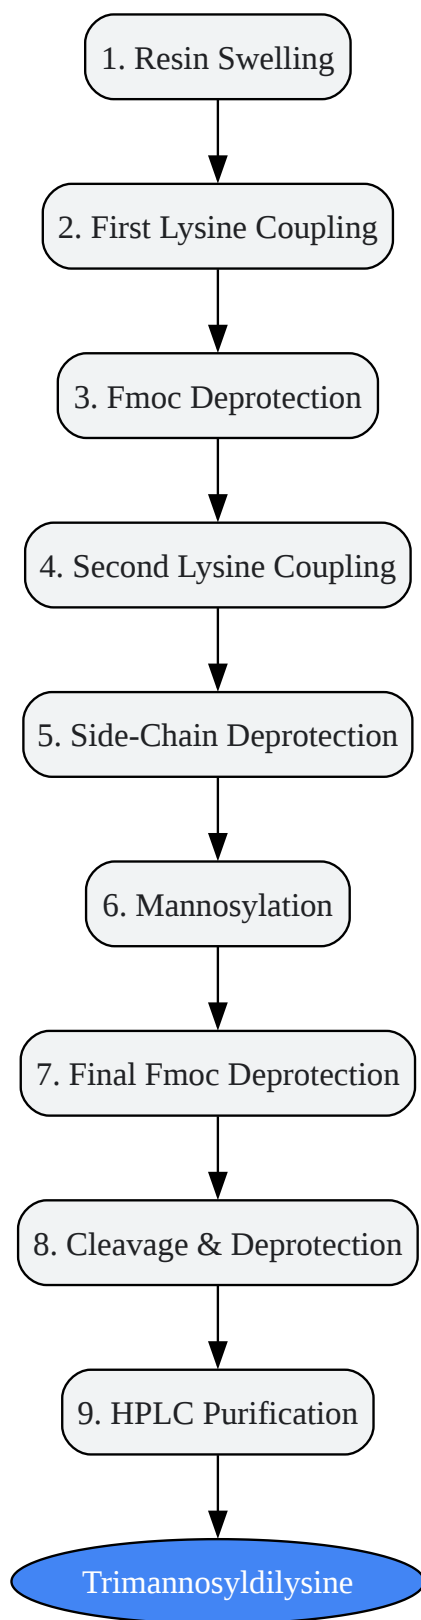 1. Resin Swelling
2. First Lysine Coupling
3. Fmoc Deprotection
4. Second Lysine Coupling
5. Side-Chain Deprotection
6. Mannosylation
7. Final Fmoc Deprotection
8. Cleavage & Deprotection
9. HPLC Purification
Trimannosyldilysine